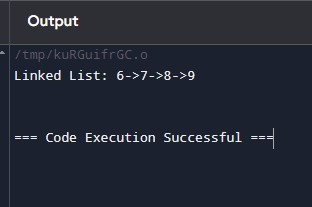 Output
/tmp/kuRGuifrGC.o
Linked List: 6->7->8->9
=== Code Execution Successful ===